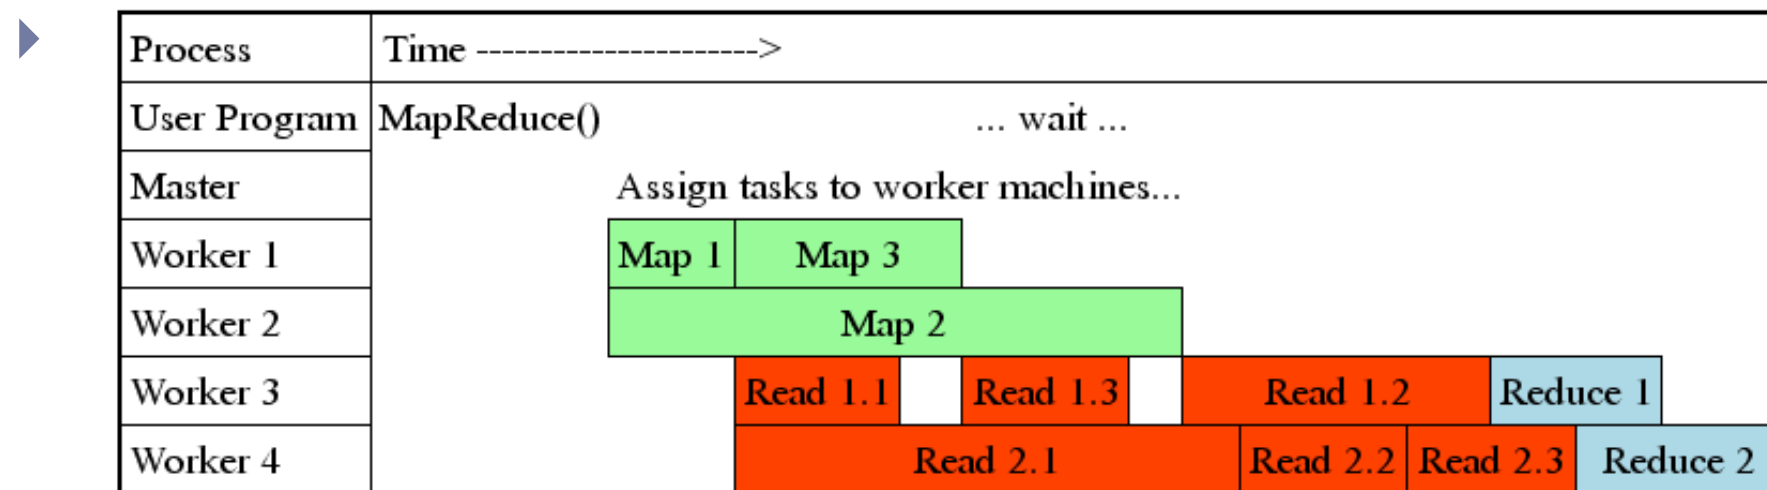 Process Time ---------------------->
User Program MapReduce() ... wait ...
Master Assign tasks to worker machines...
Worker 1 Map 1 Map 3
Worker 2 Map 2
Worker 3 Read 1.1 Read 1.3 Read 1.2 Reduce 1
Worker 4 Read 2.1 Read 2.2 Read 2.3 Reduce 2